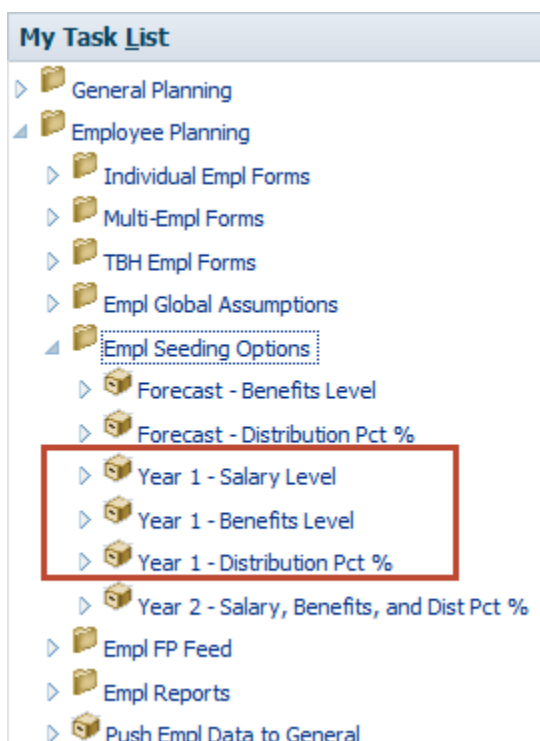 My Task List
General Planning
Employee Planning
Individual Empl Forms
Multi-Empl Forms
TBH Empl Forms
Empl Global Assumptions
Empl Seeding Options
Forecast - Benefits Level
Forecast - Distribution Pct %
Year 1 - Salary Level
Year 1 - Benefits Level
Year 1 - Distribution Pct %
Year 2 - Salary, Benefits, and Dist Pct %
Empl FP Feed
Empl Reports
Push Empl Data to General